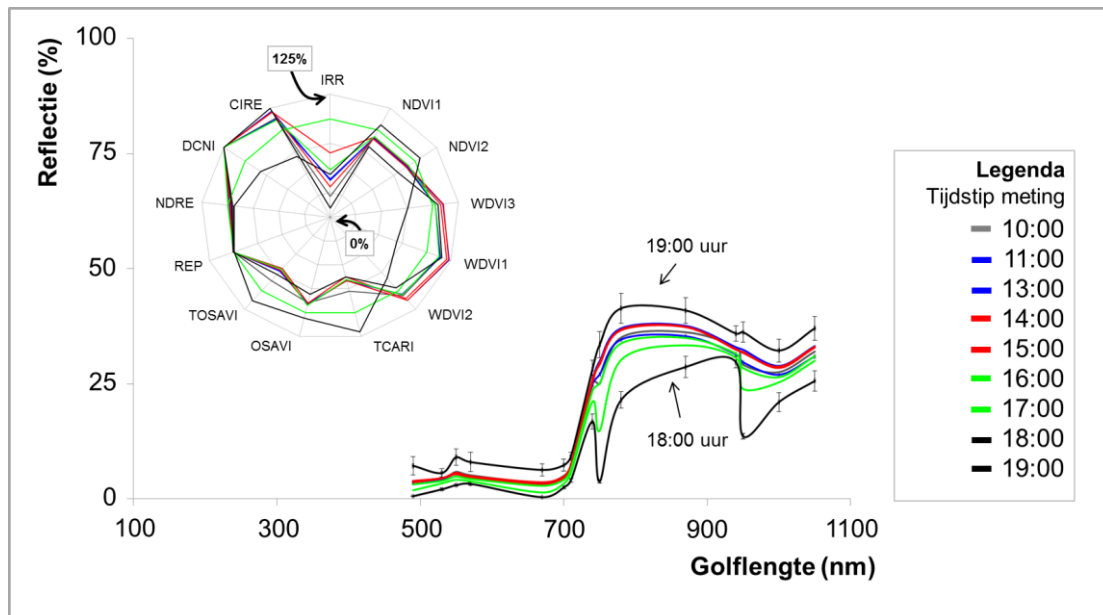 Reflectie (%)
100
75
50
25
0
100
300
500
700
900
1100
Golflengte (nm)
125%
0%
IRR
NDVI1
NDVI2
WDVI3
WDVI1
WDVI2
TCARI
OSAVI
TOSAVI
REP
NDRE
DCNI
CIRE
19:00 uur
18:00 uur
Legenda
Tijdstip meting
10:00
11:00
13:00
14:00
15:00
16:00
17:00
18:00
19:00